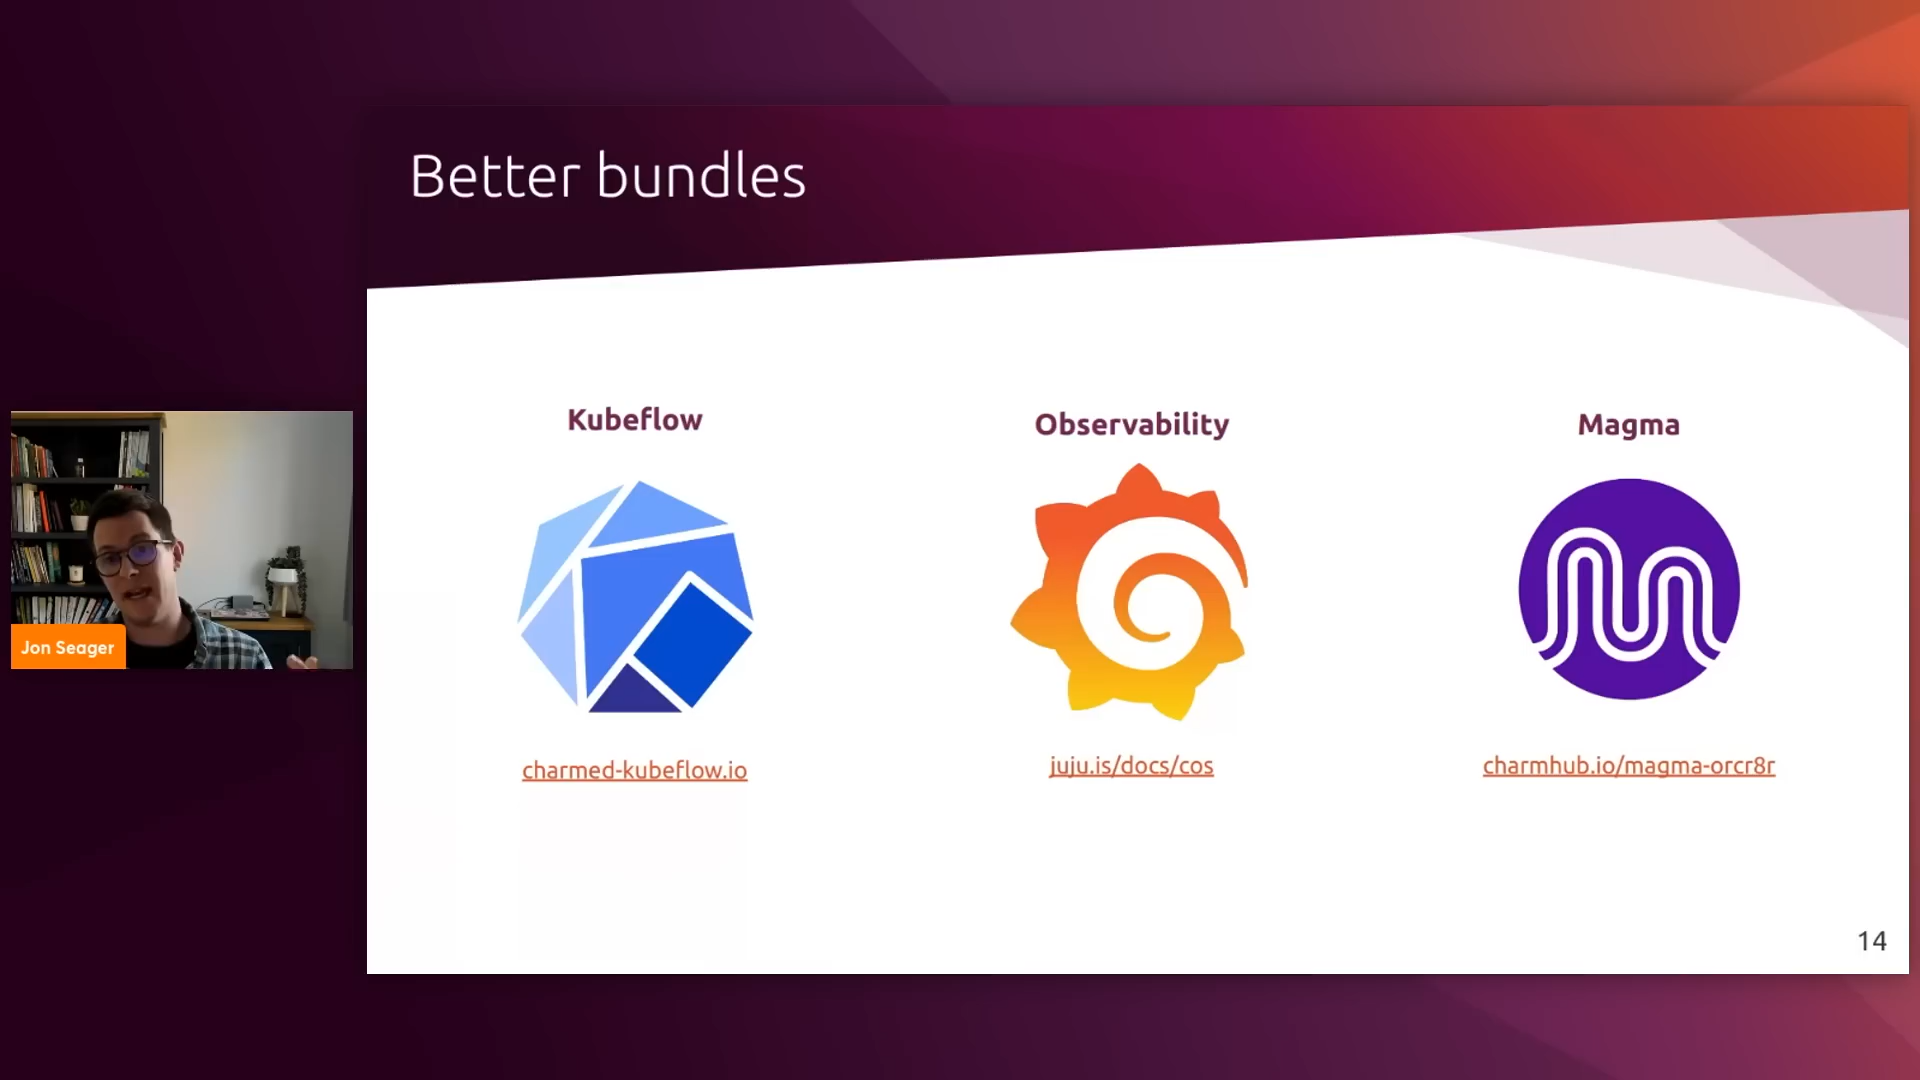 Better bundles
Kubeflow
Observability
Magma
charmed-kubeflow.io
juju.is/docs/cos
charmhub.io/magma-orcr8r
Jon Seager
14